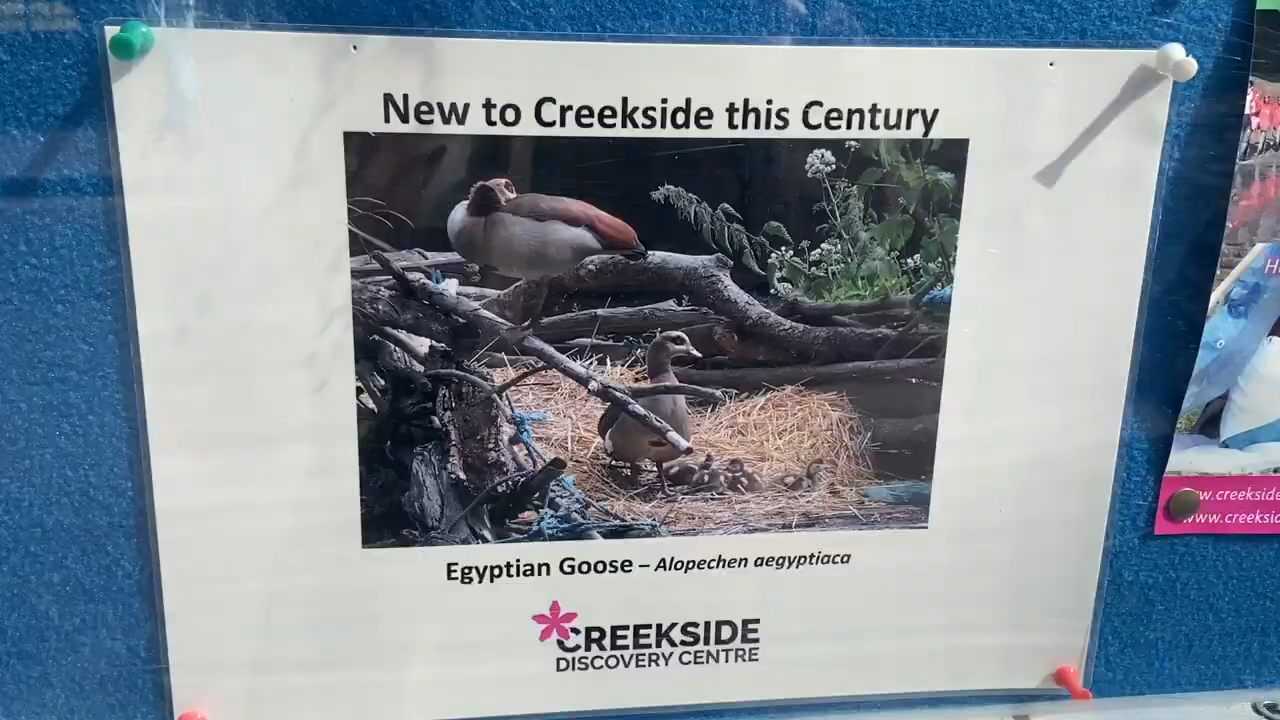 New to Creekside this Century
Egyptian Goose – Alopechen aegyptiaca
CREEKSIDE
DISCOVERY CENTRE